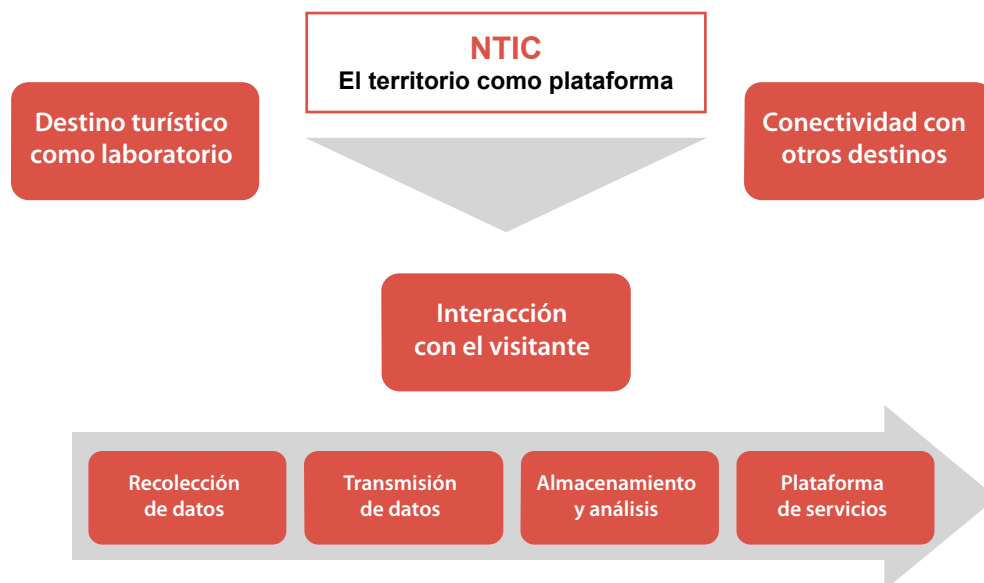 NTIC
El territorio como plataforma
Destino turístico
como laboratorio
Conectividad con
otros destinos
Interacción
con el visitante
Recolección
de datos
Transmisión
de datos
Almacenamiento
y análisis
Plataforma
de servicios